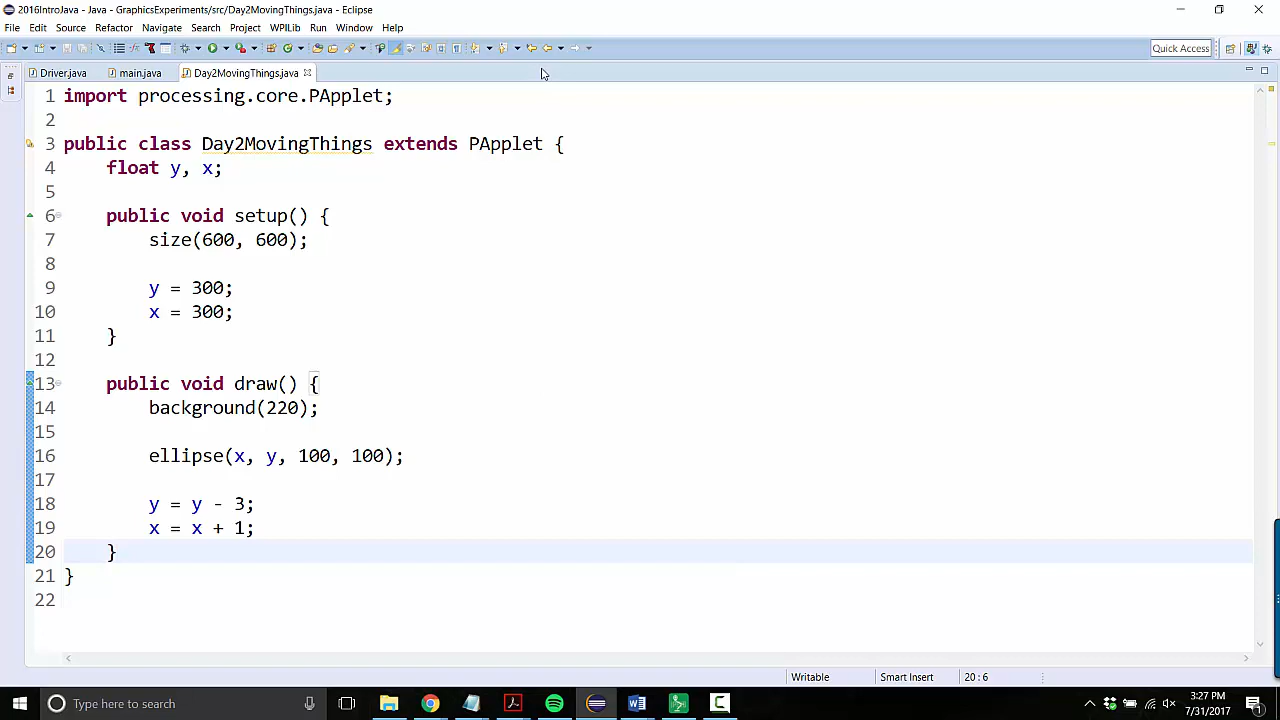 2016IntroJava - Java - GraphicsExperiments/src/Day2MovingThings.java - Eclipse
File Edit Source Refactor Navigate Search Project WPILib Run Window Help
Quick Access
Driver.java main.java Day2MovingThings.java
1 import processing.core.PApplet;
2
3 public class Day2MovingThings extends PApplet {
4 float y, x;
5
6 public void setup() {
7 size(600, 600);
8
9 y = 300;
10 x = 300;
11 }
12
13 public void draw() {
14 background(220);
15
16 ellipse(x, y, 100, 100);
17
18 y = y - 3;
19 x = x + 1;
20 }
21 }
22
Writable Smart Insert 20 : 6
Type here to search
3:27 PM
7/31/2017